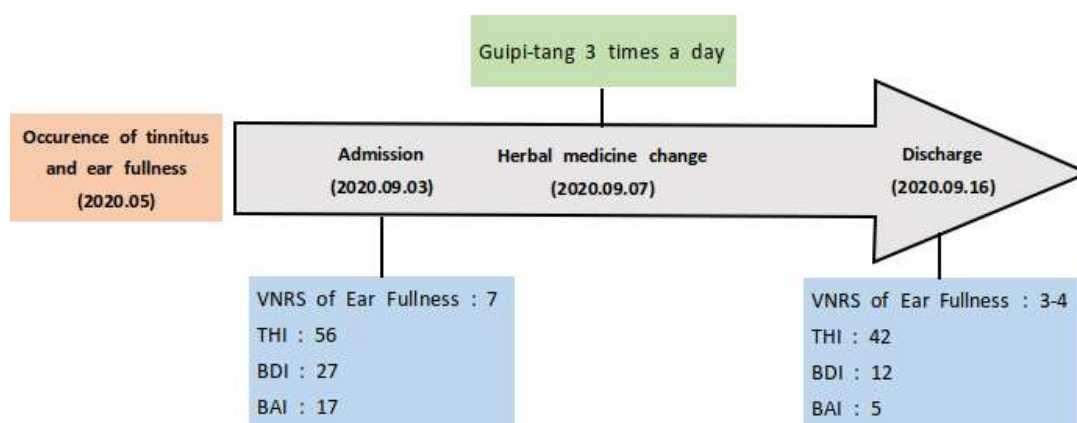 Guipi-tang 3 times a day
Occurence of tinnitus
and ear fullness
(2020.05)
Admission
(2020.09.03)
Herbal medicine change
(2020.09.07)
Discharge
(2020.09.16)
VNRS of Ear Fullness : 7
THI : 56
BDI : 27
BAI : 17
VNRS of Ear Fullness : 3-4
THI : 42
BDI : 12
BAI : 5